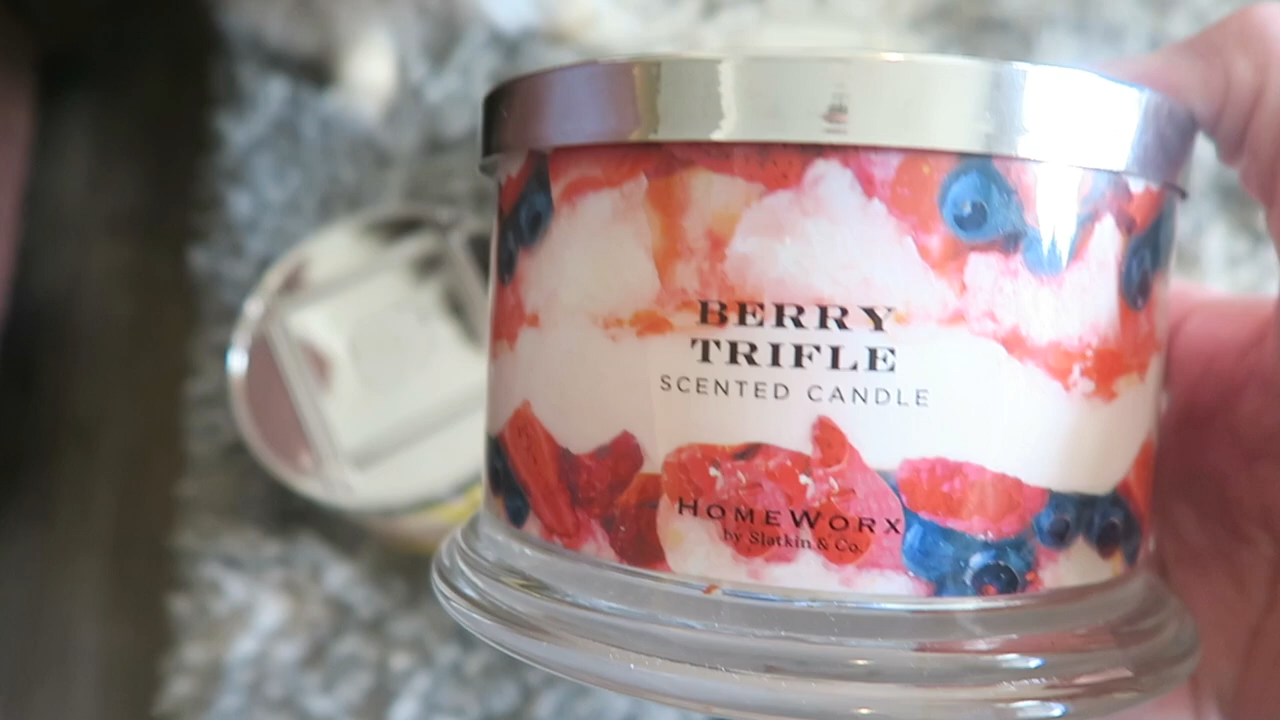 BERRY
TRIFLE
SCENTED CANDLE
HOMEWORX
by Slatkin & Co.